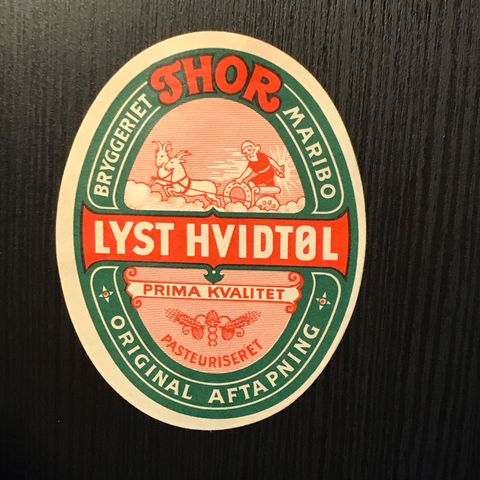 BRYGGERIET THOR MARIBO
LYST HVIDTØL
PRIMA KVALITET
PASTEURISERET
ORIGINAL AFTAPNING